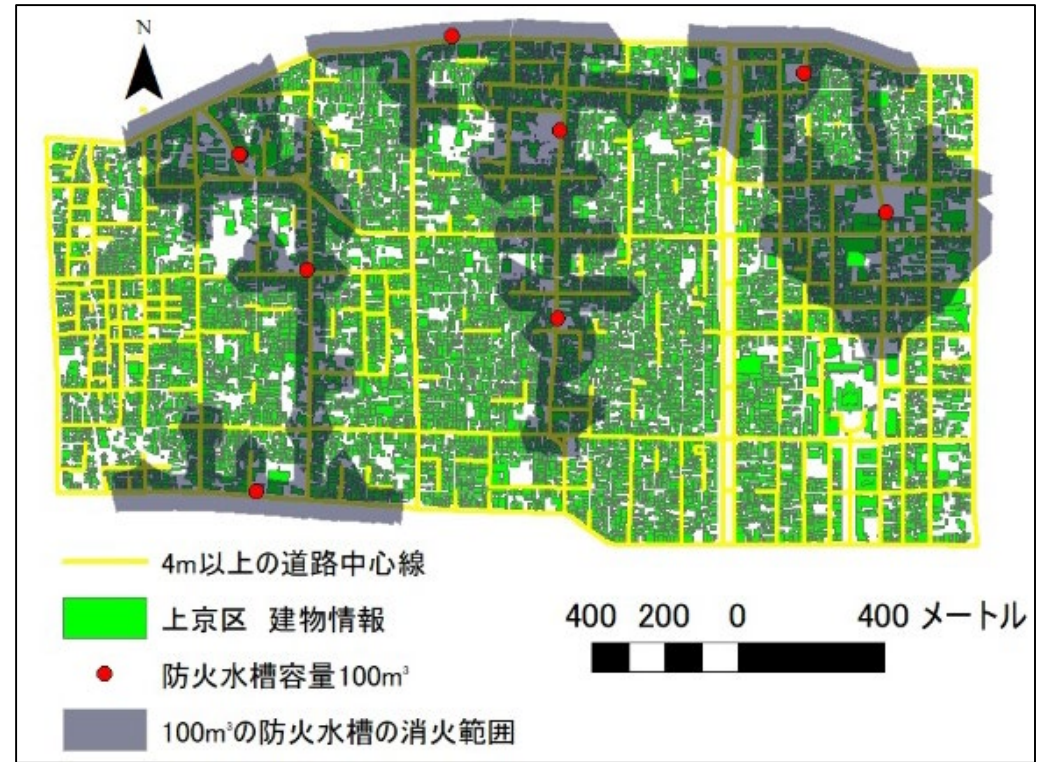 N
4m以上の道路中心線
上京区 建物情報
防火水槽容量100m³
100m³の防火水槽の消火範囲
400 200 0 400 メートル